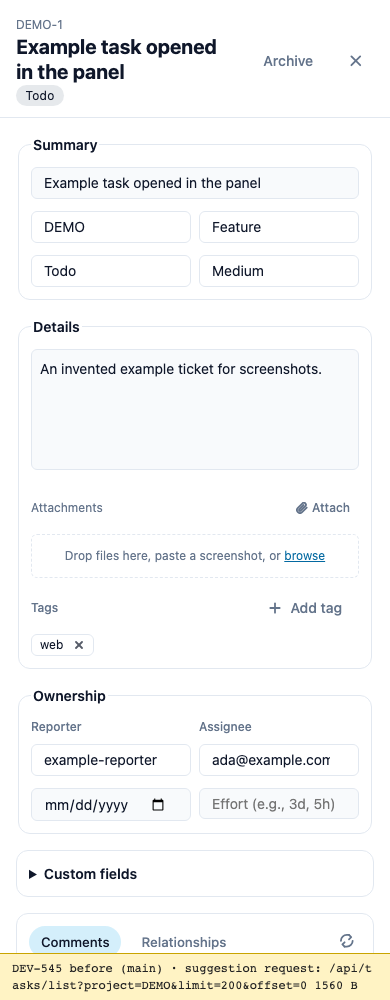 DEMO-1
Example task opened
in the panel
Archive
Todo
Summary
Example task opened in the panel
DEMO
Feature
Todo
Medium
Details
An invented example ticket for screenshots.
Attachments
Attach
Drop files here, paste a screenshot, or browse
Tags
Add tag
web
Ownership
Reporter
Assignee
example-reporter
ada@example.com
mm/dd/yyyy
Effort (e.g., 3d, 5h)
Custom fields
Comments
Relationships
DEV-545 before (main) • suggestion request: /api/t
asks/list?project=DEMO&limit=200&offset=0 1560 B